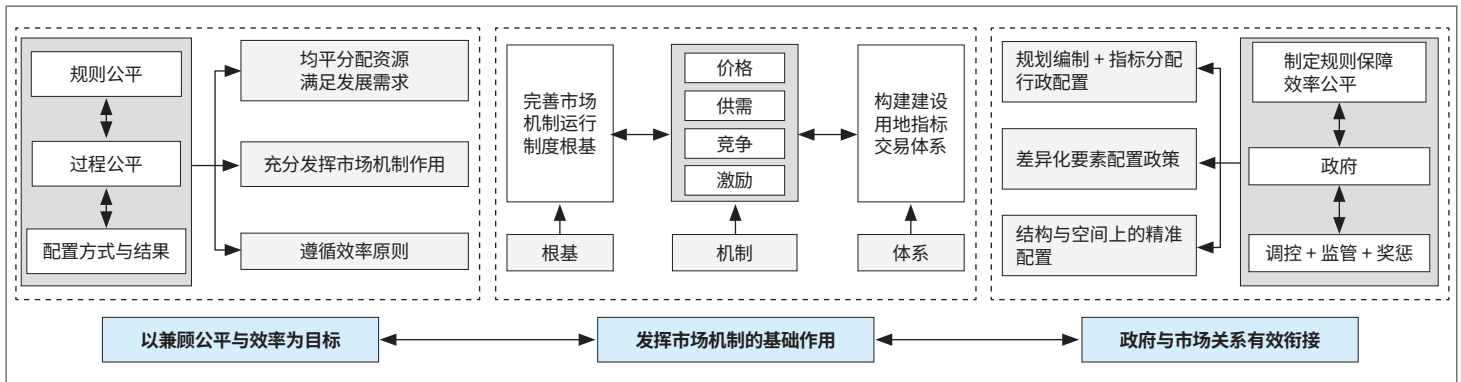 规则公平
过程公平
配置方式与结果
均平分配资源
满足发展需求
充分发挥市场机制作用
遵循效率原则
完善市场
机制运行
制度根基
价格
供需
竞争
激励
构建建设
用地指标
交易体系
根基
机制
体系
规划编制 + 指标分配
行政配置
差异化要素配置政策
结构与空间上的精准
配置
制定规则保障
效率公平
政府
调控 + 监管 + 奖惩
以兼顾公平与效率为目标
发挥市场机制的基础作用
政府与市场关系有效衔接